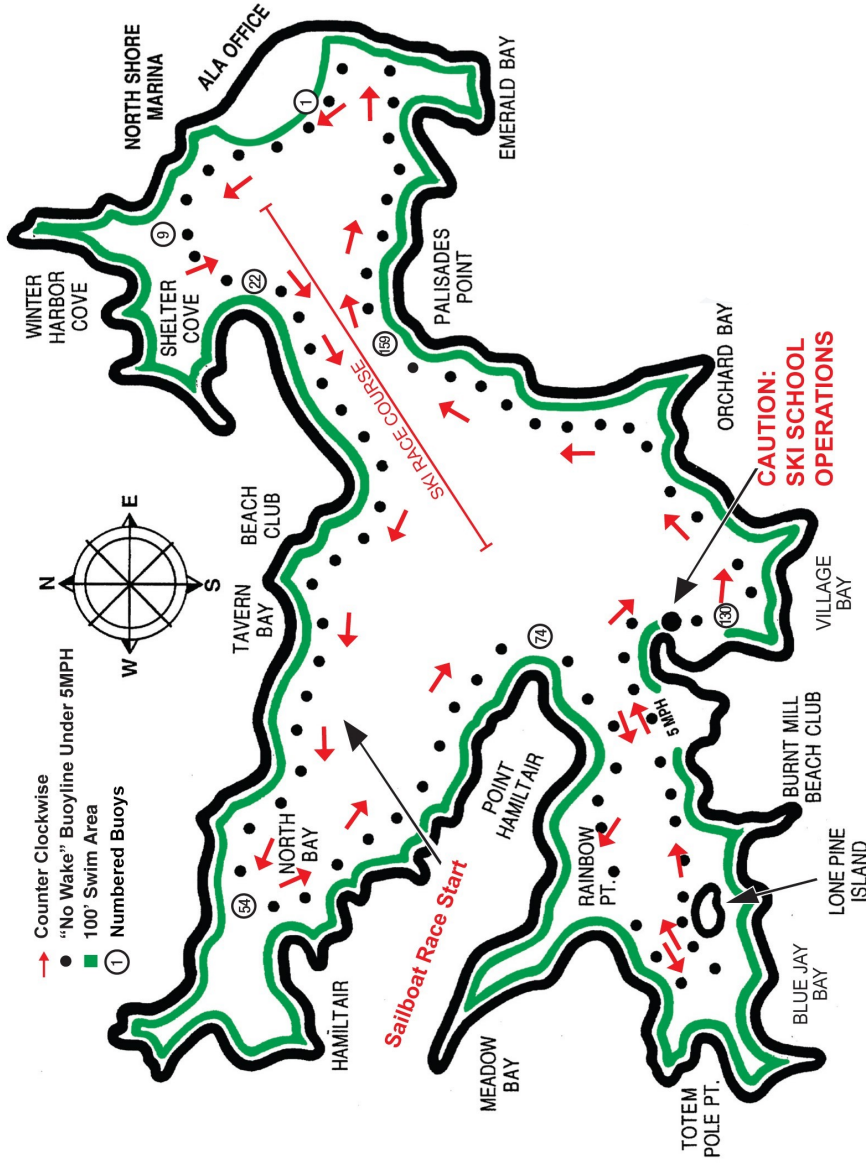 Counter Clockwise
"No Wake" Buoyline Under 5MPH
100' Swim Area
1 Numbered Buoys
N
E
S
W
WINTER
HARBOR
COVE
NORTH SHORE
MARINA
ALA OFFICE
SHELTER
COVE
9
1
22
EMERALD BAY
PALISADES
POINT
159
SKI RACE COURSE
BEACH
CLUB
TAVERN
BAY
NORTH
BAY
54
HAMILTAIR
Sailboat Race Start
POINT
HAMILTAIR
74
ORCHARD BAY
CAUTION:
SKI SCHOOL
OPERATIONS
130
VILLAGE
BAY
5 MPH
BURNT MILL
BEACH CLUB
RAINBOW
PT.
MEADOW
BAY
LONE PINE
ISLAND
BLUE JAY
BAY
TOTEM
POLE PT.